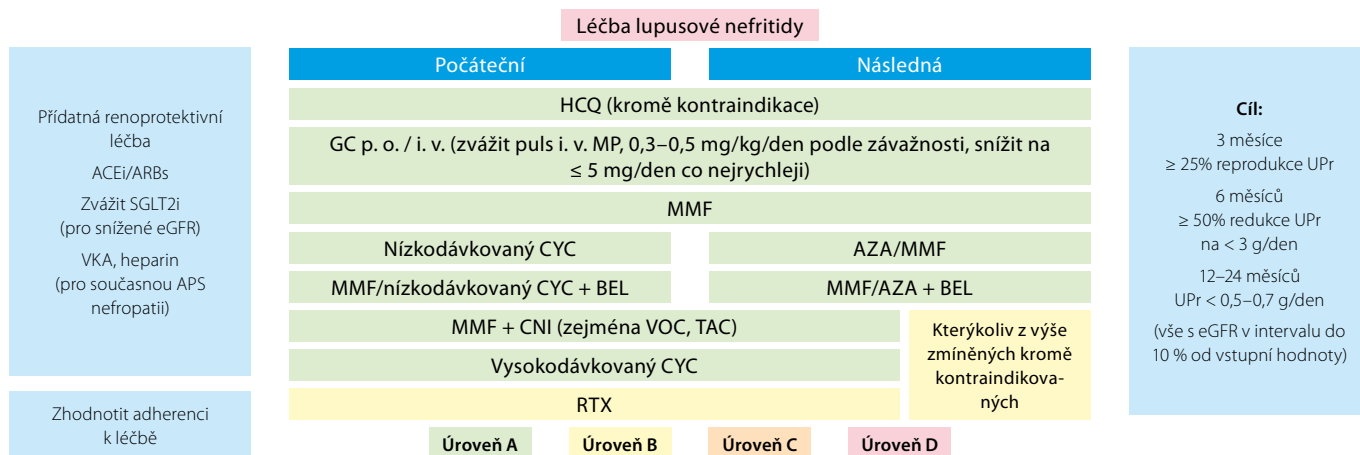 Léčba lupusové nefritidy
Přídatná renoprotektivní
léčba
ACEi/ARBs
Zvážit SGLT2i
(pro snížené eGFR)
VKA, heparin
(pro současnou APS
nefropatii)
Zhodnotit adherenci
k léčbě
Počáteční
Následná
HCQ (kromě kontraindikace)
GC p. o. / i. v. (zvážit puls i. v. MP, 0,3–0,5 mg/kg/den podle závažnosti, snížit na
≤ 5 mg/den co nejrychleji)
MMF
Nízkodávkovaný CYC
AZA/MMF
MMF/nízkodávkovaný CYC + BEL
MMF/AZA + BEL
MMF + CNI (zejména VOC, TAC)
Vysokodávkovaný CYC
RTX
Kterýkoliv z výše
zmíněných kromě
kontraindikova-
ných
Úroveň A
Úroveň B
Úroveň C
Úroveň D
Cíl:
3 měsíce
≥ 25% reprodukce UPr
6 měsíců
≥ 50% redukce UPr
na < 3 g/den
12–24 měsíců
UPr < 0,5–0,7 g/den
(vše s eGFR v intervalu do
10 % od vstupní hodnoty)